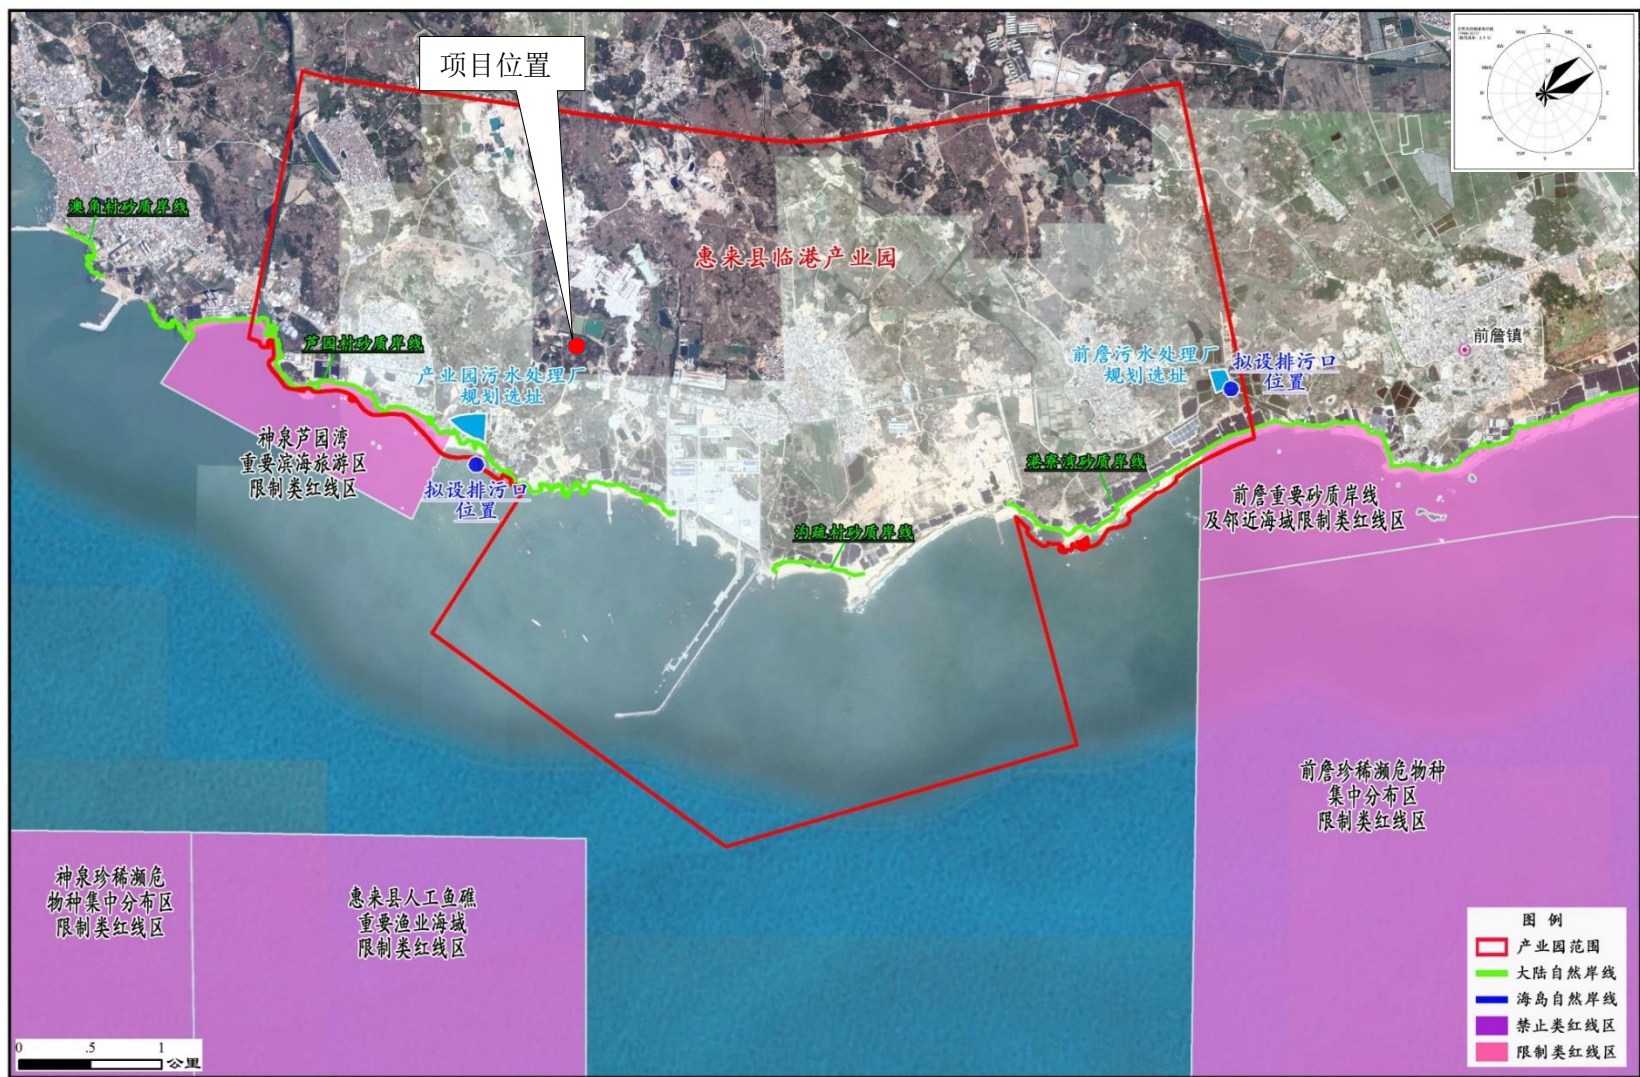 项目位置
澳角村砂质岸线
惠来县临港产业园
芦园村砂质岸线
产业园污水处理厂
规划选址
前詹污水处理厂
规划选址
拟设排污口
位置
前詹镇
神泉芦园湾
重要滨海旅游区
限制类红线区
拟设排污口
位置
港寮湾砂质岸线
沟疏村砂质岸线
前詹重要砂质岸线
及邻近海域限制类红线区
前詹珍稀濒危物种
集中分布区
限制类红线区
神泉珍稀濒危
物种集中分布区
限制类红线区
惠来县人工鱼礁
重要渔业海域
限制类红线区
图 例
产业园范围
大陆自然岸线
海岛自然岸线
禁止类红线区
限制类红线区
0 .5 1
公里